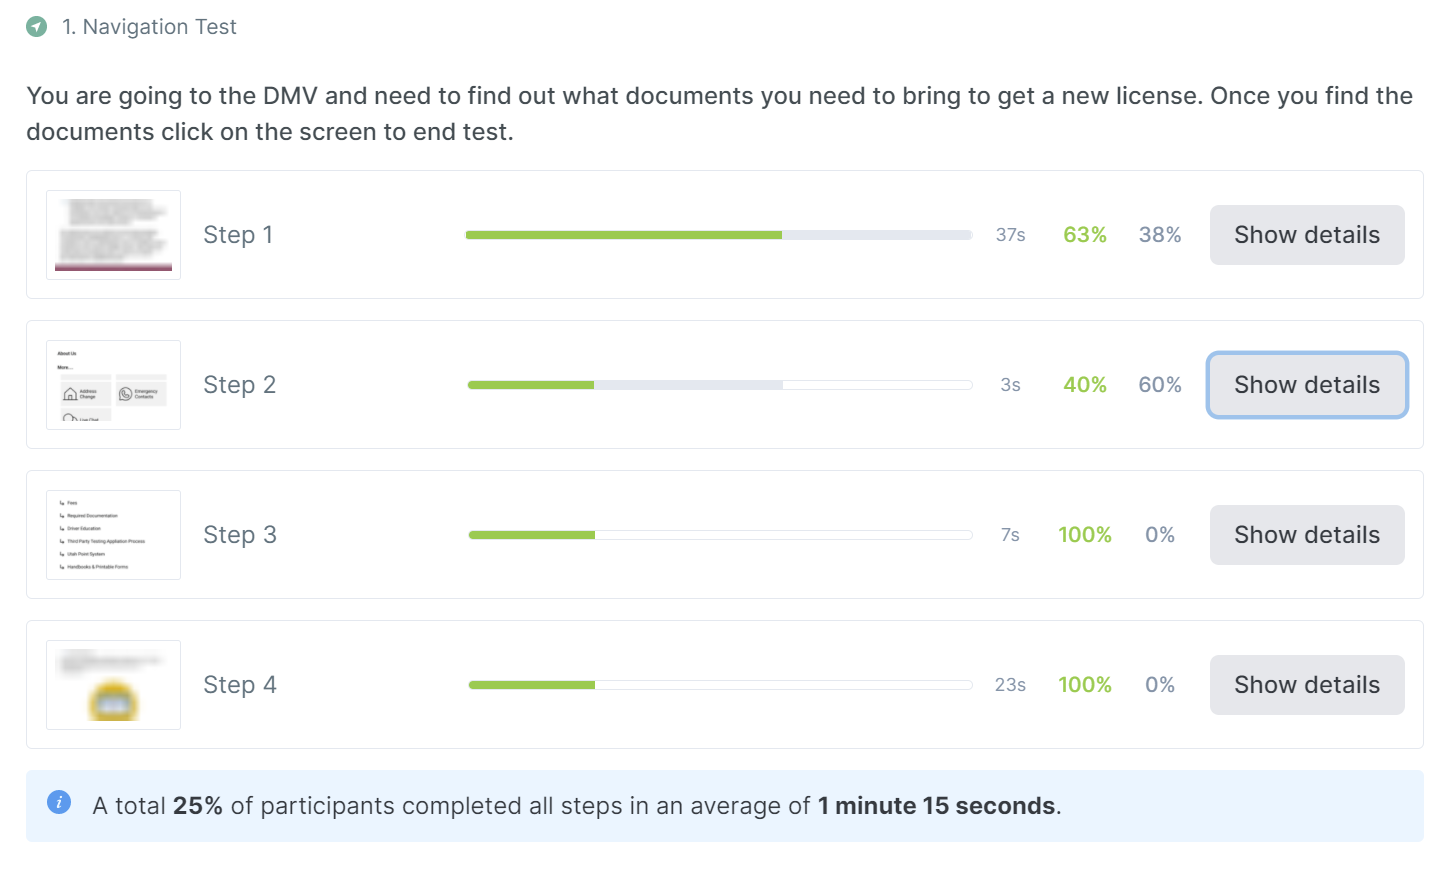 1. Navigation Test
You are going to the DMV and need to find out what documents you need to bring to get a new license. Once you find the
documents click on the screen to end test.
Step 1
37s 63% 38% Show details
About Us
More...
Address
Change
Emergency
Contacts
Live Chat
Step 2
3s 40% 60% Show details
Fees
Required Documentation
Driver Education
Third Party Testing Appliation Process
Utah Point System
Handbooks & Printable Forms
Step 3
7s 100% 0% Show details
Step 4
23s 100% 0% Show details
A total 25% of participants completed all steps in an average of 1 minute 15 seconds.